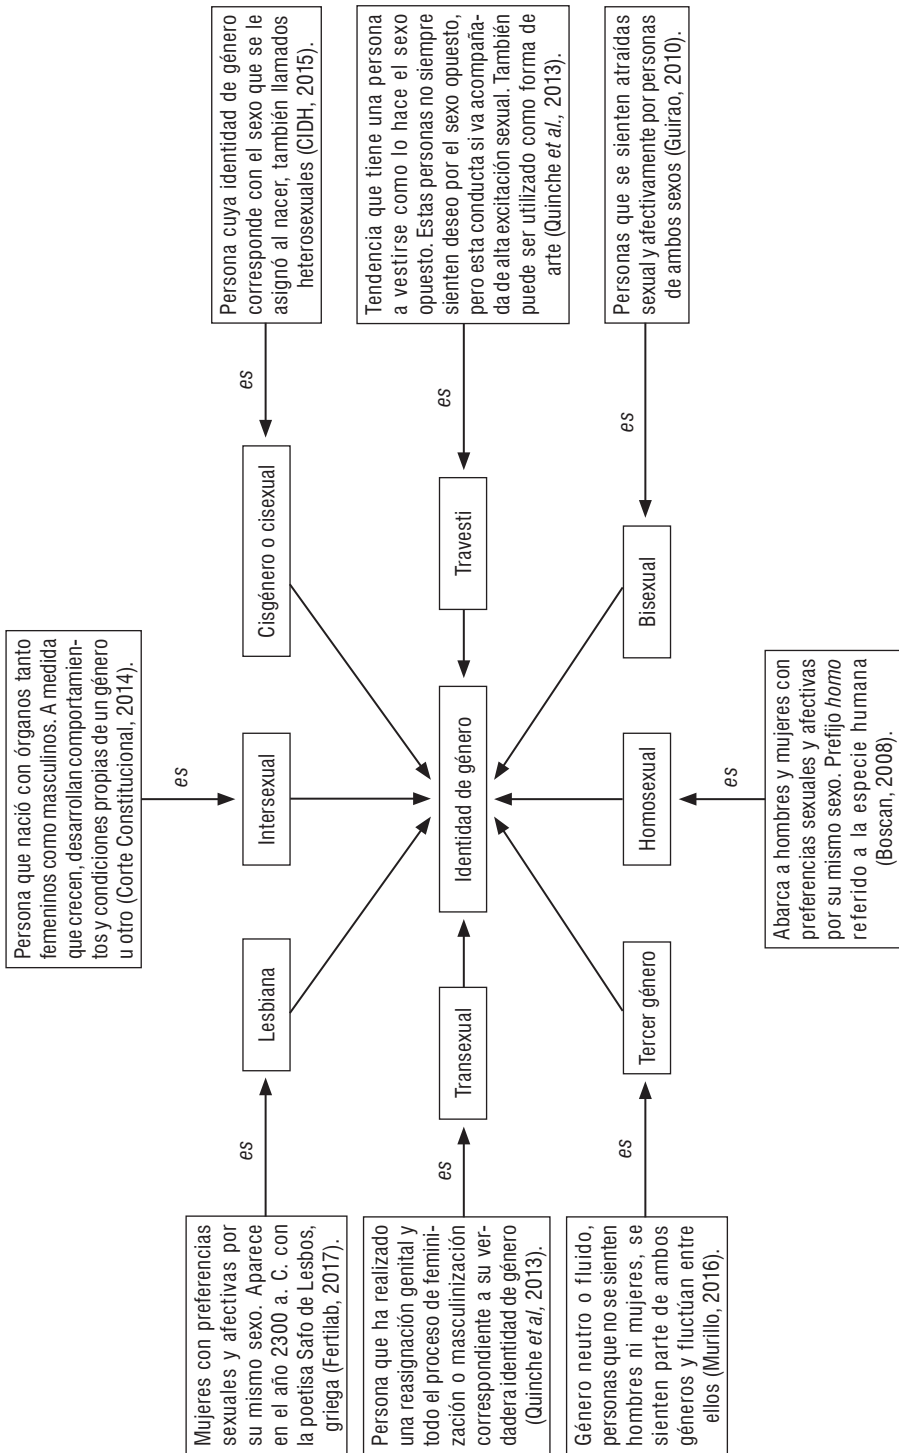 Mujeres con preferencias
sexuales y afectivas por
su mismo sexo. Aparece
en el año 2300 a. C. con
la poetisa Safo de Lesbos,
griega (Fertilab, 2017).
es
Lesbiana
Persona que nació con órganos tanto
femeninos como masculinos. A medida
que crecen, desarrollan comportamien-
tos y condiciones propias de un género
u otro (Corte Constitucional, 2014).
es
Intersexual
Persona cuya identidad de género
corresponde con el sexo que se le
asignó al nacer, también llamados
heterosexuales (CIDH, 2015).
es
Cisgénero o cisexual
Persona que ha realizado
una reasignación genital y
todo el proceso de femini-
zación o masculinización
correspondiente a su ver-
dadera identidad de género
(Quinche et al, 2013).
es
Transexual
Identidad de género
Travesti
es
Tendencia que tiene una persona
a vestirse como lo hace el sexo
opuesto. Estas personas no siempre
sienten deseo por el sexo opuesto,
pero esta conducta si va acompaña-
da de alta excitación sexual. También
puede ser utilizado como forma de
arte (Quinche et al., 2013).
Género neutro o fluido,
personas que no se sienten
hombres ni mujeres, se
sienten parte de ambos
géneros y fluctúan entre
ellos (Murillo, 2016).
es
Tercer género
Homosexual
es
Abarca a hombres y mujeres con
preferencias sexuales y afectivas
por su mismo sexo. Prefijo homo
referido a la especie humana
(Boscan, 2008).
Bisexual
es
Personas que se sienten atraídas
sexual y afectivamente por personas
de ambos sexos (Guirao, 2010).